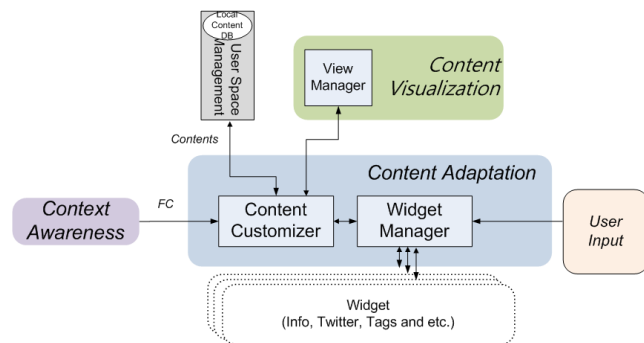 Local
Content
DB
User Space
Management
View
Manager
Content
Visualization
Contents
Content Adaptation
Context
Awareness
FC
Content
Customizer
Widget
Manager
User
Input
Widget
(Info, Twitter, Tags and etc.)